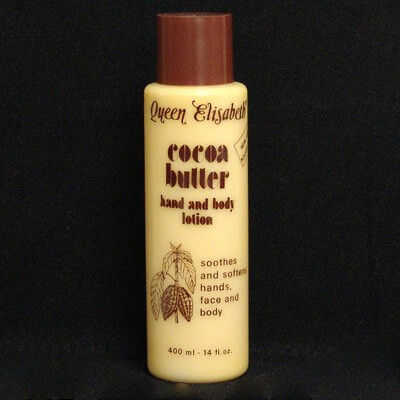 Queen Elisabeth
cocoa
butter
hand and body
lotion
soothes
and softens
hands,
face and
body
400 ml - 14 fl. oz.